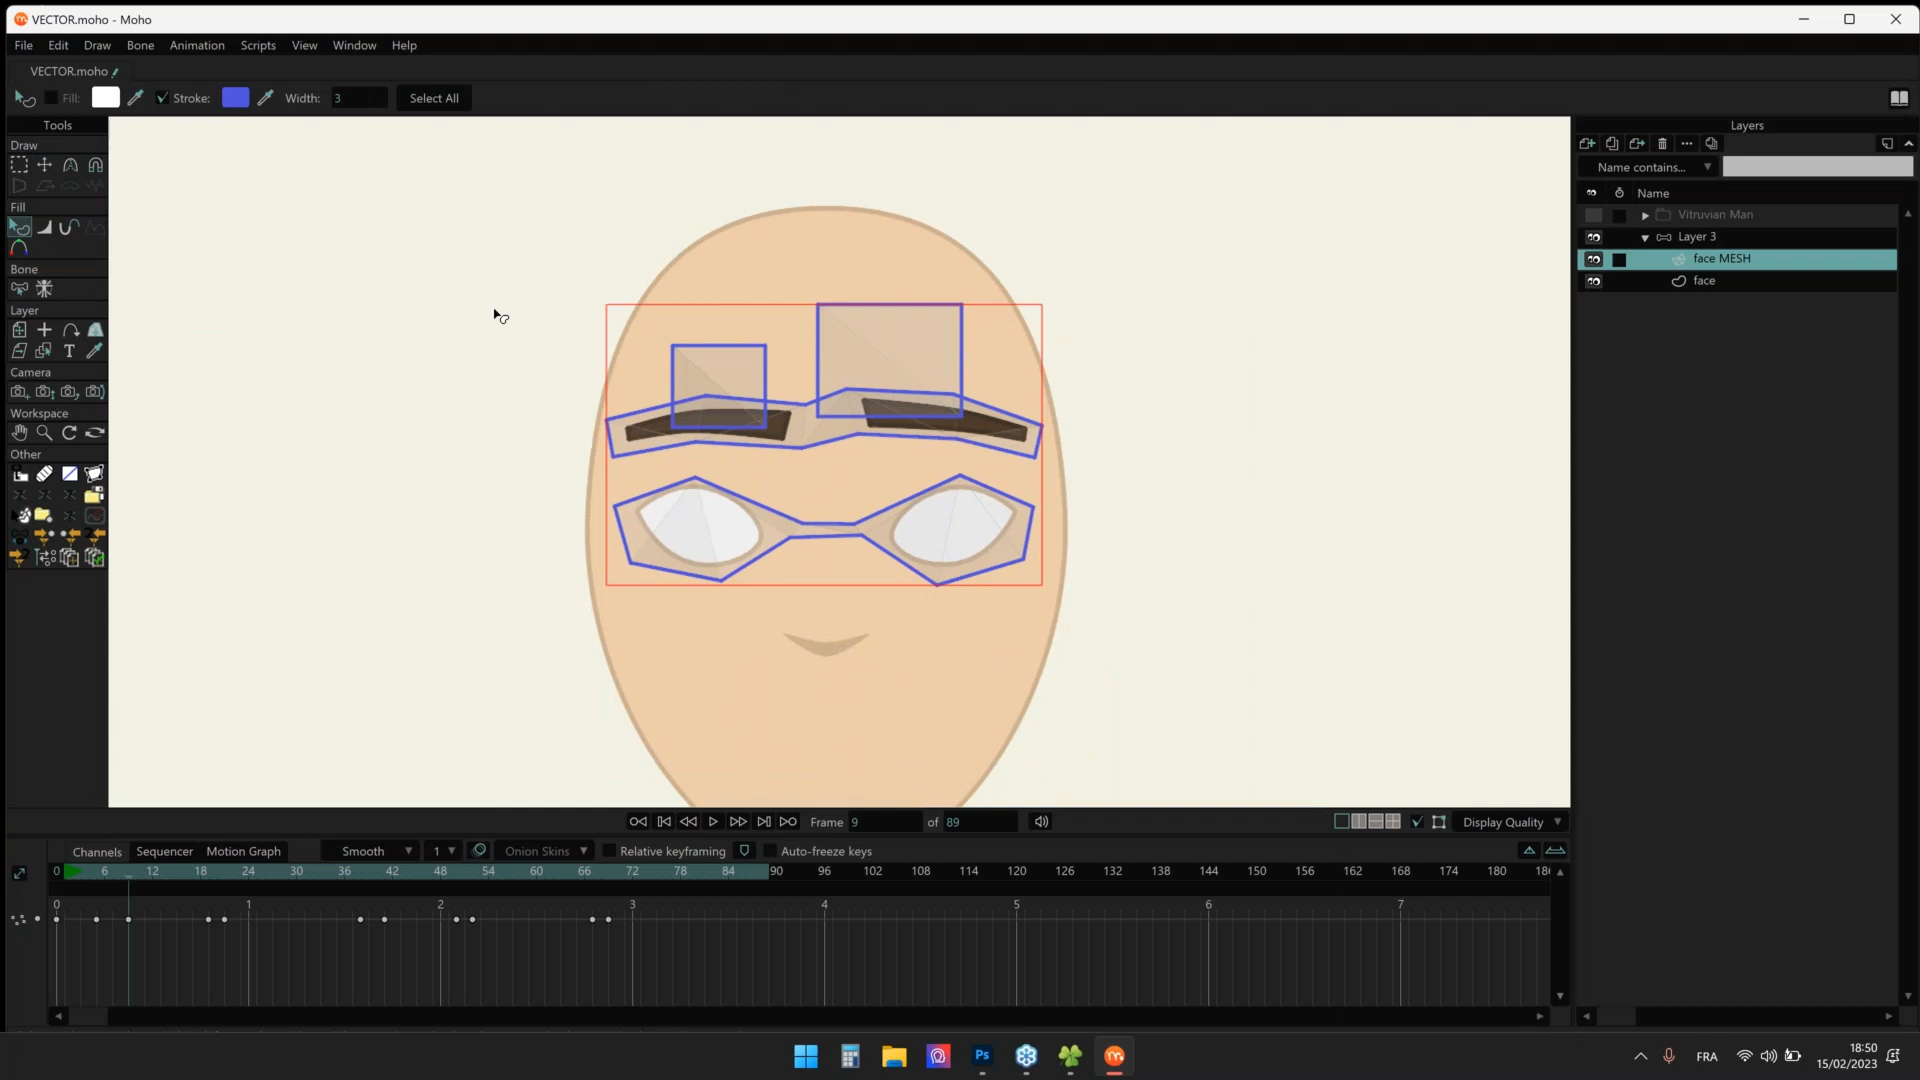 VECTOR.moho - Moho
File Edit Draw Bone Animation Scripts View Window Help
VECTOR.moho
Fill: Stroke: Width: 3 Select All
Tools
Draw
Fill
Bone
Layer
T
Camera
Workspace
Other
Layers
Name contains...
Name
Vitruvian Man
Layer 3
face MESH
face
Frame 9 of 89 Display Quality
Channels Sequencer Motion Graph Smooth 1 Onion Skins Relative keyframing Auto-freeze keys
0 6 12 18 24 30 36 42 48 54 60 66 72 78 84 90 96 102 108 114 120 126 132 138 144 150 156 162 168 174 180
0 1 2 3 4 5 6 7
Ps
FRA
18:50
15/02/2023